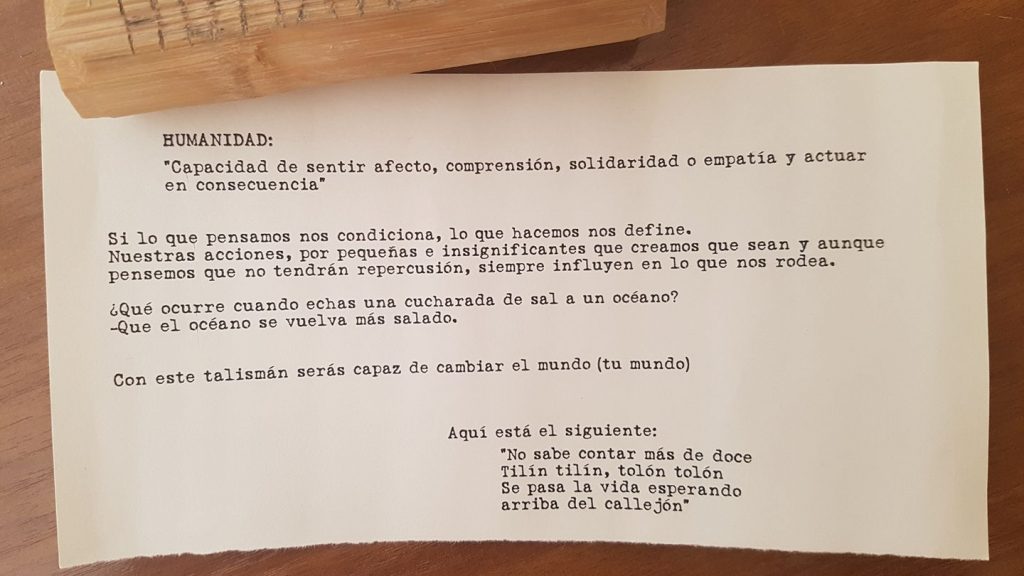 HUMANIDAD:
"Capacidad de sentir afecto, comprensión, solidaridad o empatía y actuar
en consecuencia"
Si lo que pensamos nos condiciona, lo que hacemos nos define.
Nuestras acciones, por pequeñas e insignificantes que creamos que sean y aunque
pensemos que no tendrán repercusión, siempre influyen en lo que nos rodea.
¿Qué ocurre cuando echas una cucharada de sal a un océano?
-Que el océano se vuelva más salado.
Con este talismán serás capaz de cambiar el mundo (tu mundo)
Aquí está el siguiente:
"No sabe contar más de doce
Tilín tilín, tolón tolón
Se pasa la vida esperando
arriba del callejón"